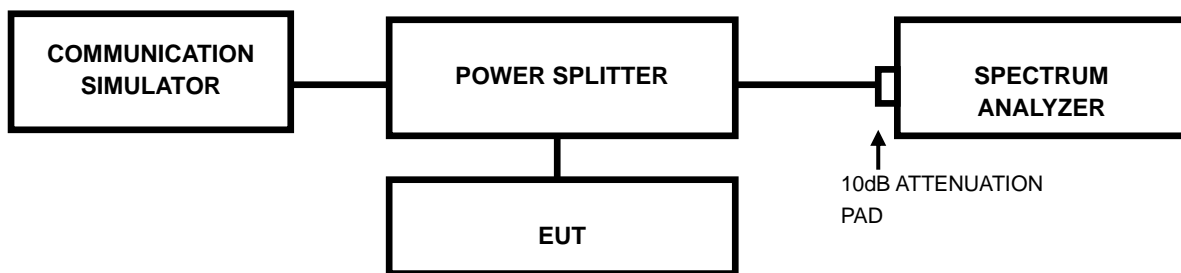 COMMUNICATION
SIMULATOR
POWER SPLITTER
SPECTRUM
ANALYZER
10dB ATTENUATION
PAD
EUT